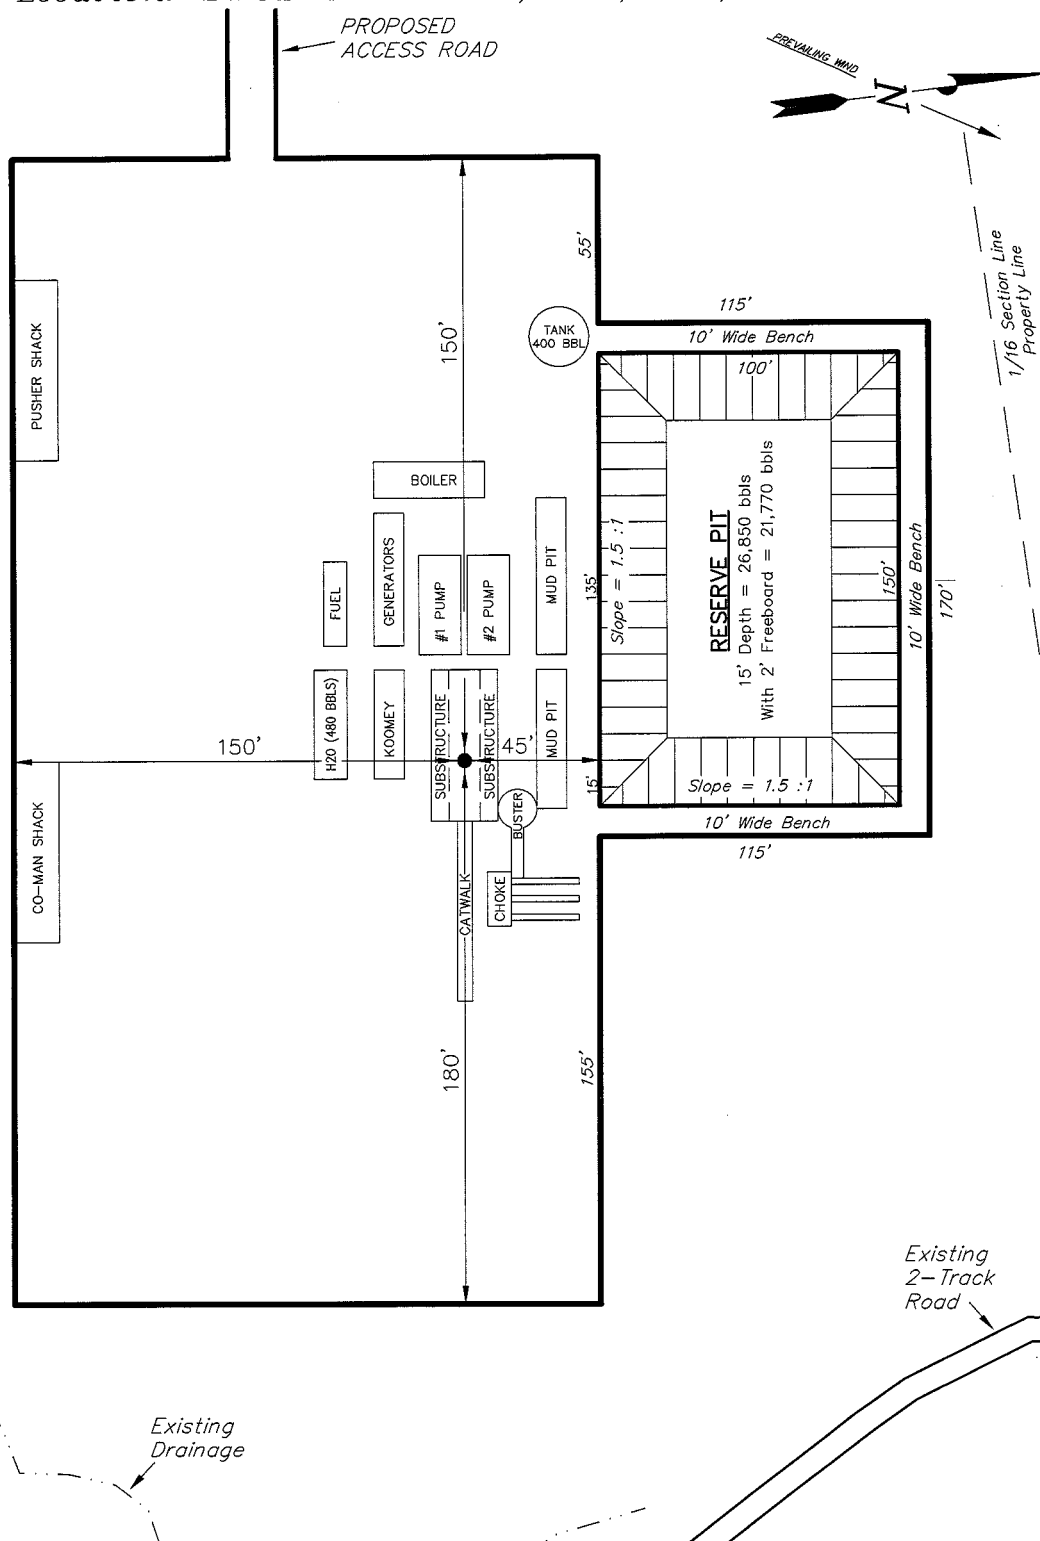 PROPOSED
ACCESS ROAD
PREVAILING WIND
N
1/16 Section Line
Property Line
55'
115'
150'
TANK
400 BBL
10' Wide Bench
100'
PUSHER SHACK
BOILER
GENERATORS
FUEL
#1 PUMP
#2 PUMP
MUD PIT
135'
Slope = 1.5 :1
RESERVE PIT
15' Depth = 26,850 bbls
With 2' Freeboard = 21,770 bbls
150'
10' Wide Bench
170'
H20 (480 BBLS)
KOOMEY
SUBSTRUCTURE
SUBSTRUCTURE
MUD PIT
150'
45'
15'
Slope = 1.5 :1
BUSTER
10' Wide Bench
115'
CO-MAN SHACK
CATWALK
CHOKE
180'
155'
Existing
2-Track
Road
Existing
Drainage